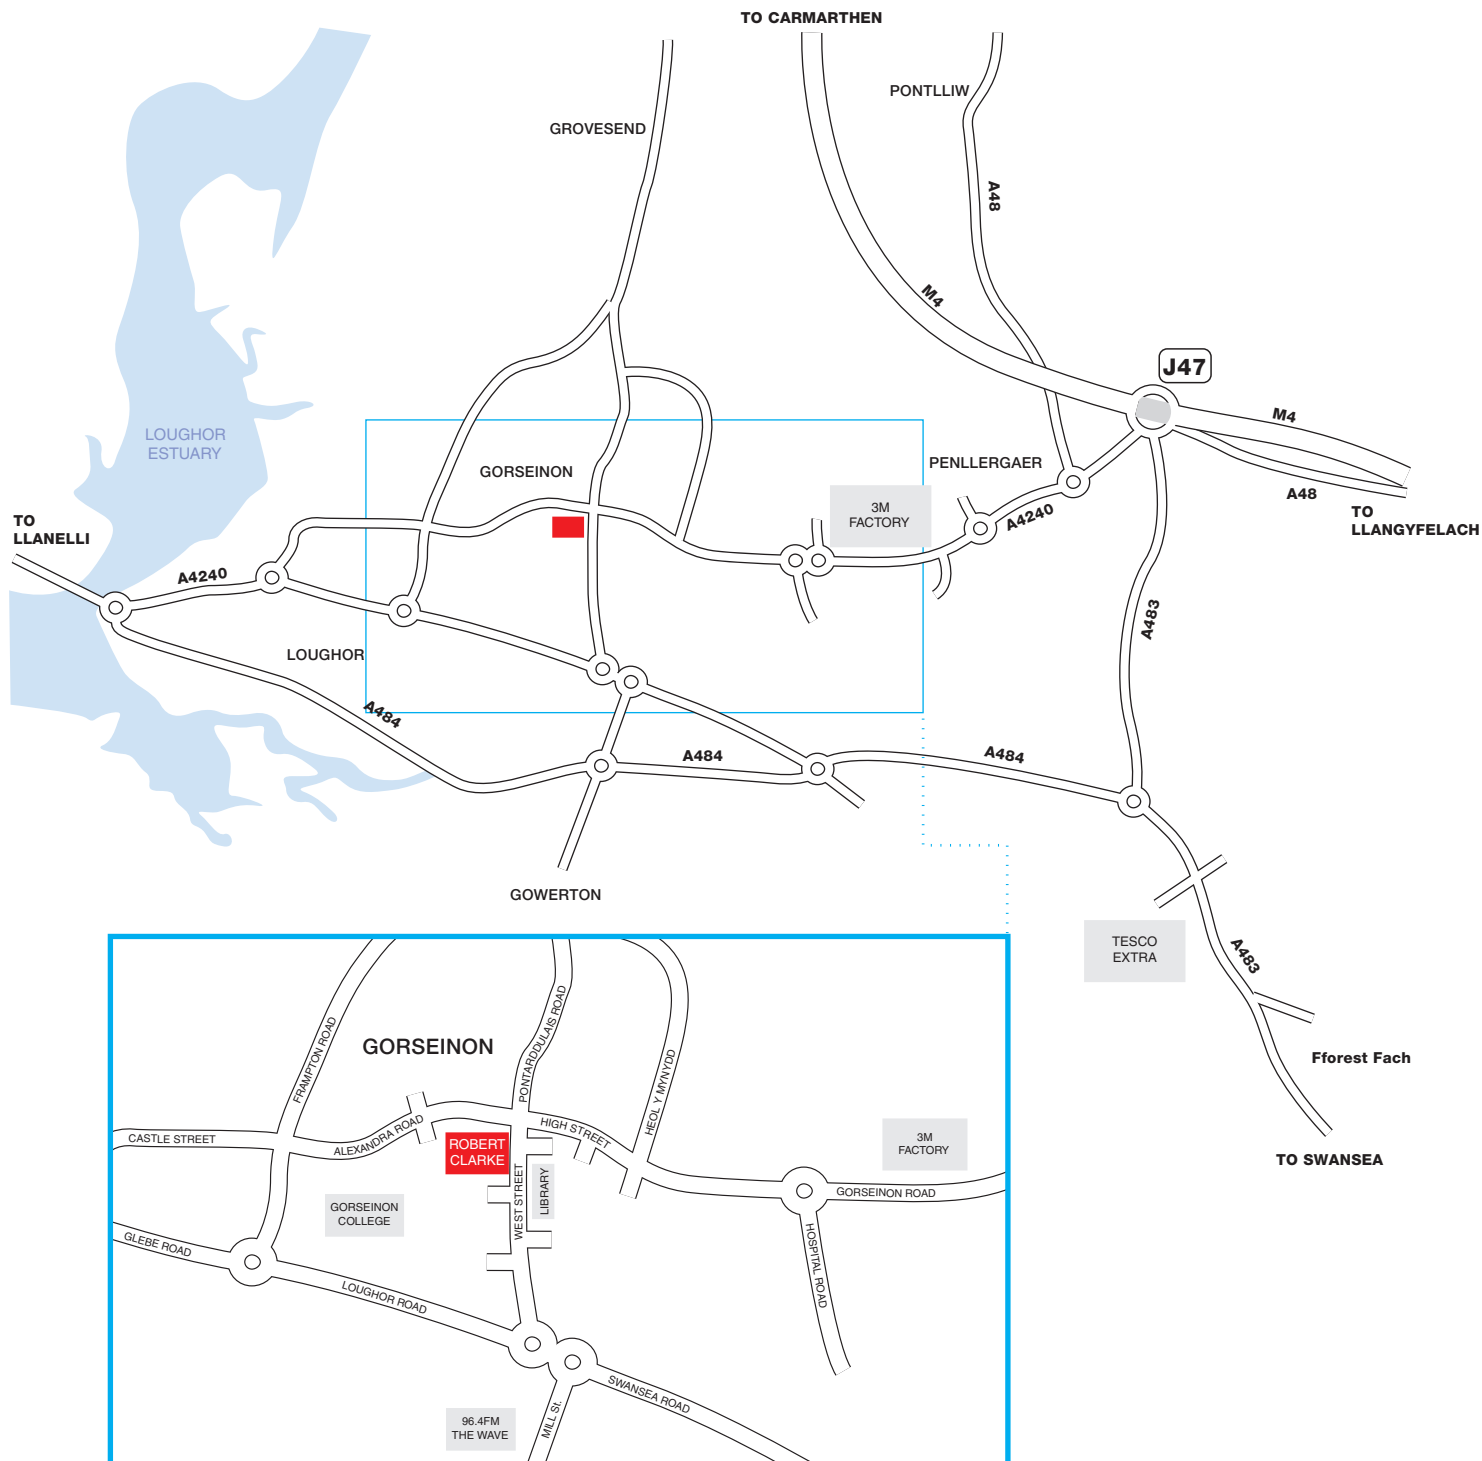 TO CARMARTHEN
PONTLLIW
GROVESEND
A48
M4
J47
M4
LOUGHOR
ESTUARY
GORSEINON
PENLLERGAER
3M
FACTORY
A48
TO
LLANGYFELACH
TO
LLANELLI
A4240
A4240
A483
LOUGHOR
A484
A484
A484
GOWERTON
TESCO
EXTRA
A483
Fforest Fach
TO SWANSEA
GORSEINON
FRAMPTON ROAD
PONTARDDULAIS ROAD
HEOL Y MYNYDD
CASTLE STREET
ALEXANDRA ROAD
HIGH STREET
ROBERT
CLARKE
3M
FACTORY
WEST STREET
LIBRARY
GORSEINON
COLLEGE
GORSEINON ROAD
GLEBE ROAD
HOSPITAL ROAD
LOUGHOR ROAD
SWANSEA ROAD
MILL St.
96.4FM
THE WAVE